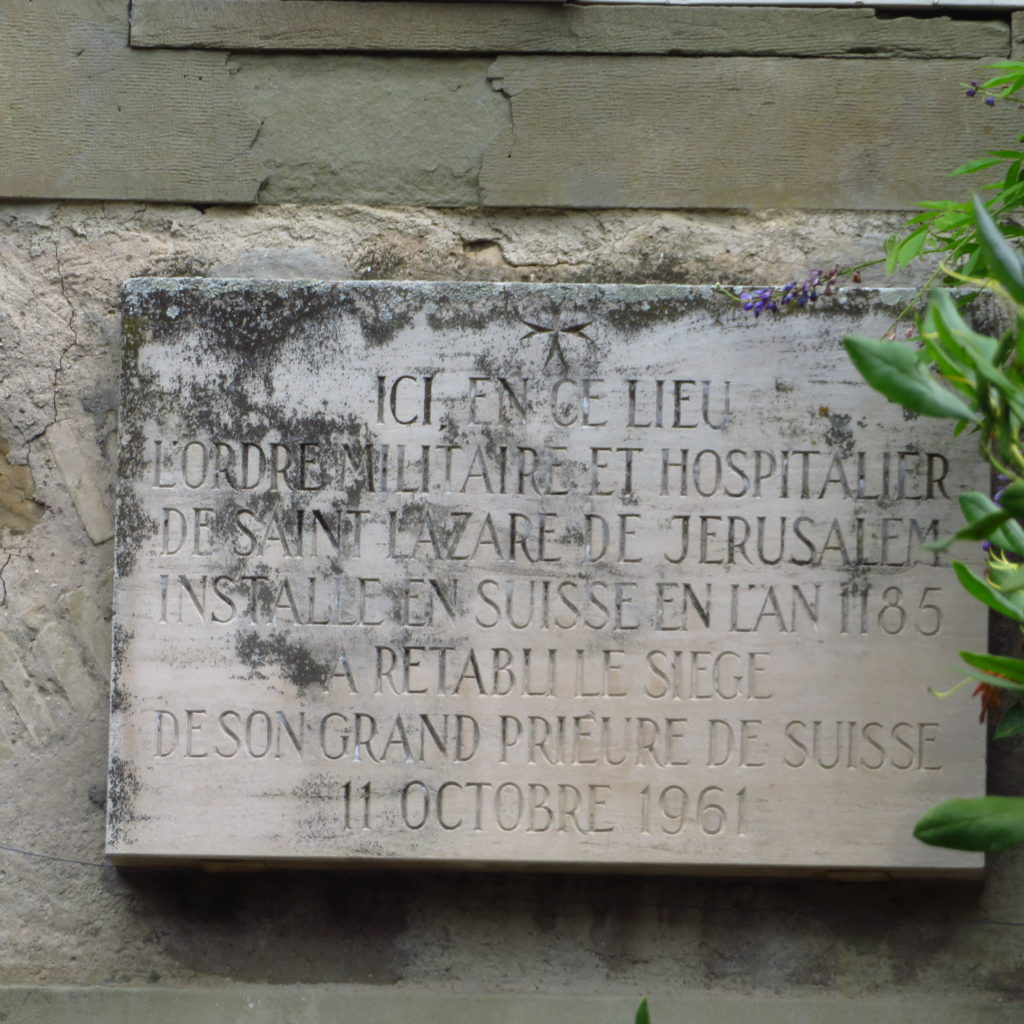 ICI, EN CE LIEU
L'ORDRE MILITAIRE ET HOSPITALIER
DE SAINT LAZARE DE JERUSALEM
INSTALLE EN SUISSE EN L'AN 1185
A RETABLI LE SIEGE
DE SON GRAND PRIEURE DE SUISSE
11 OCTOBRE 1961